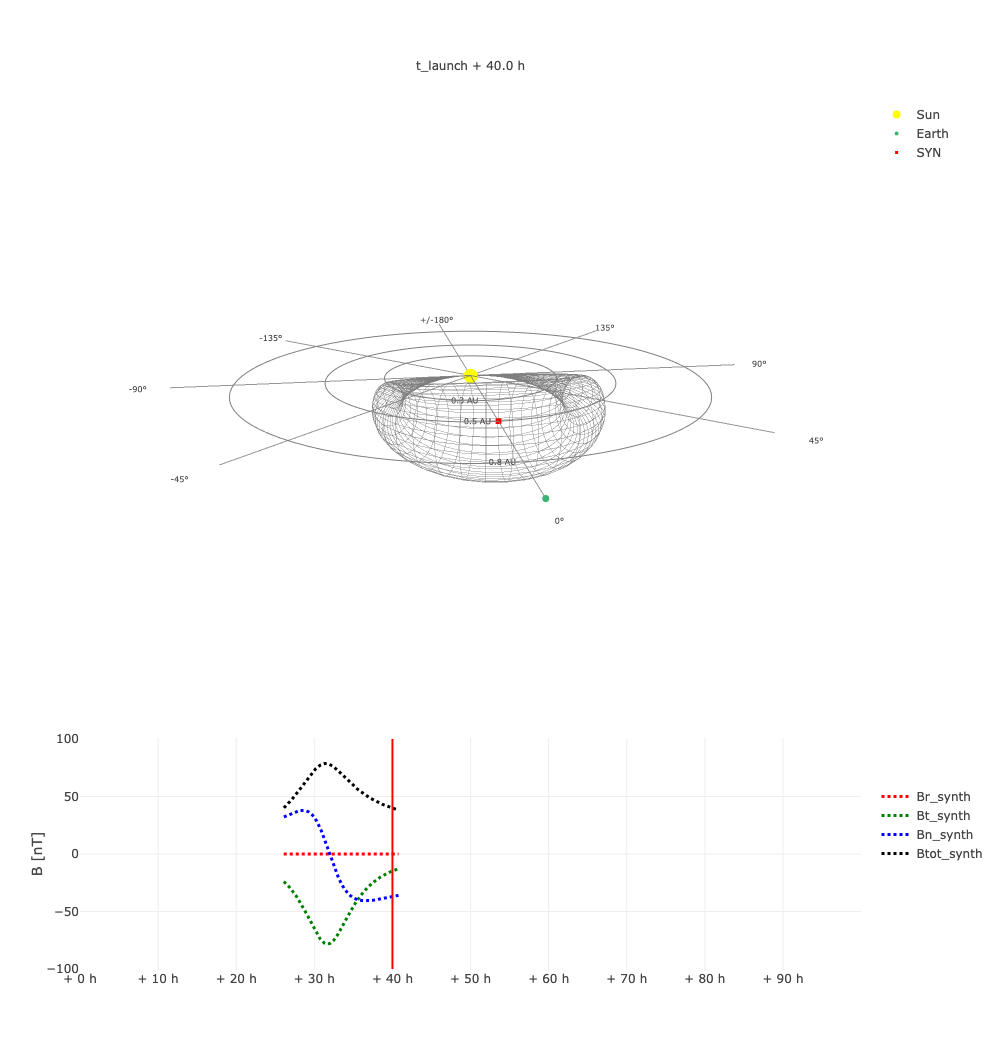 t_launch + 40.0 h
Sun
Earth
SYN
+/-180°
-135°
135°
-90°
90°
0.3 AU
0.5 AU
45°
0.8 AU
-45°
0°
100
50
0
−50
−100
B [nT]
+ 0 h
+ 10 h
+ 20 h
+ 30 h
+ 40 h
+ 50 h
+ 60 h
+ 70 h
+ 80 h
+ 90 h
Br_synth
Bt_synth
Bn_synth
Btot_synth